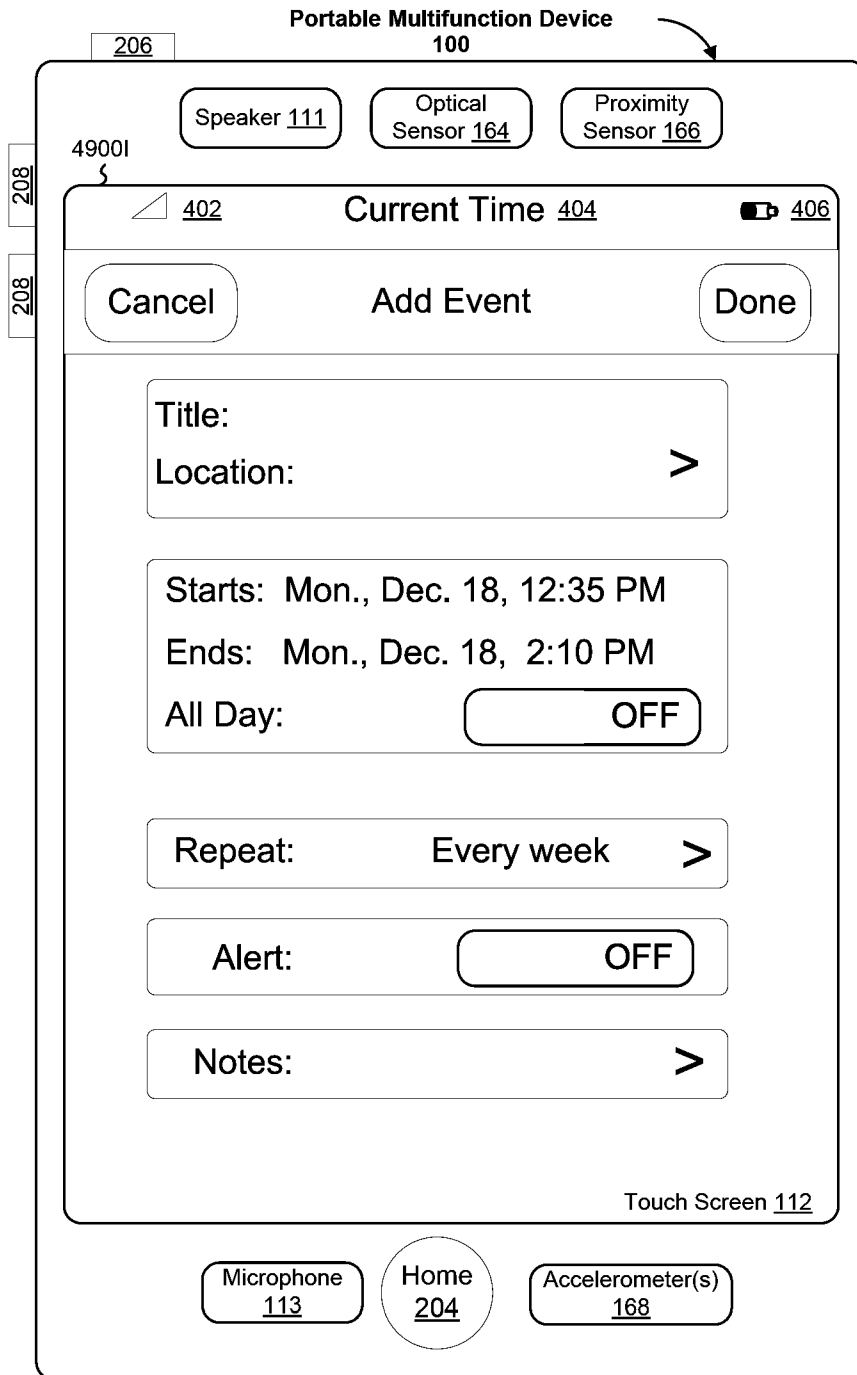 Portable Multifunction Device
100
206
Speaker 111
Optical
Sensor 164
Proximity
Sensor 166
208
4900I
402
Current Time 404
406
208
Cancel
Add Event
Done
Title:
Location:
>
Starts: Mon., Dec. 18, 12:35 PM
Ends: Mon., Dec. 18, 2:10 PM
All Day:
OFF
Repeat:
Every week
>
Alert:
OFF
Notes:
>
Touch Screen 112
Microphone
113
Home
204
Accelerometer(s)
168